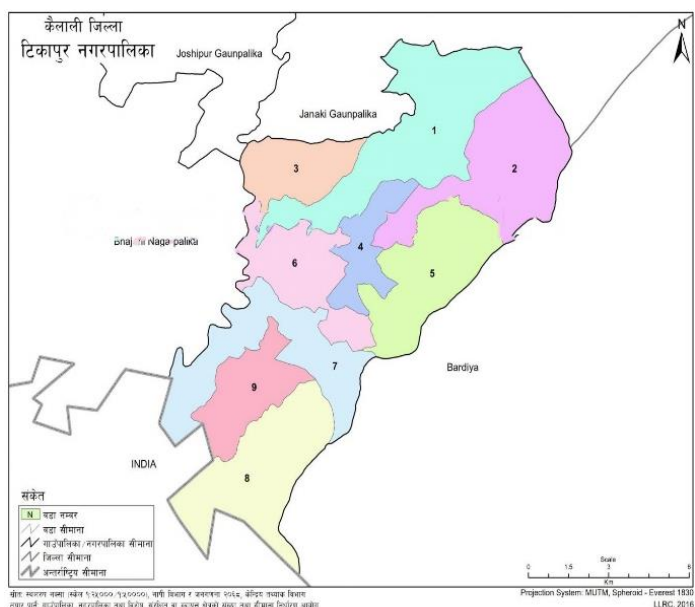 कैलाली जिल्ला
टिकापुर नगरपालिका
N
Joshipur Gaunpalika
Janaki Gaunpalika
1
2
3
4
5
6
7
8
9
Bardiya
INDIA
संकेत
N वडा नम्बर
वडा सीमाना
गाउँपालिका/नगरपालिका सीमाना
जिल्ला सीमाना
अन्तर्राष्ट्रिय सीमाना
Scale
0 1.5 3 6
Km
Projection System: MUTM, Spheroid - Everest 1830
LLRC, 2016